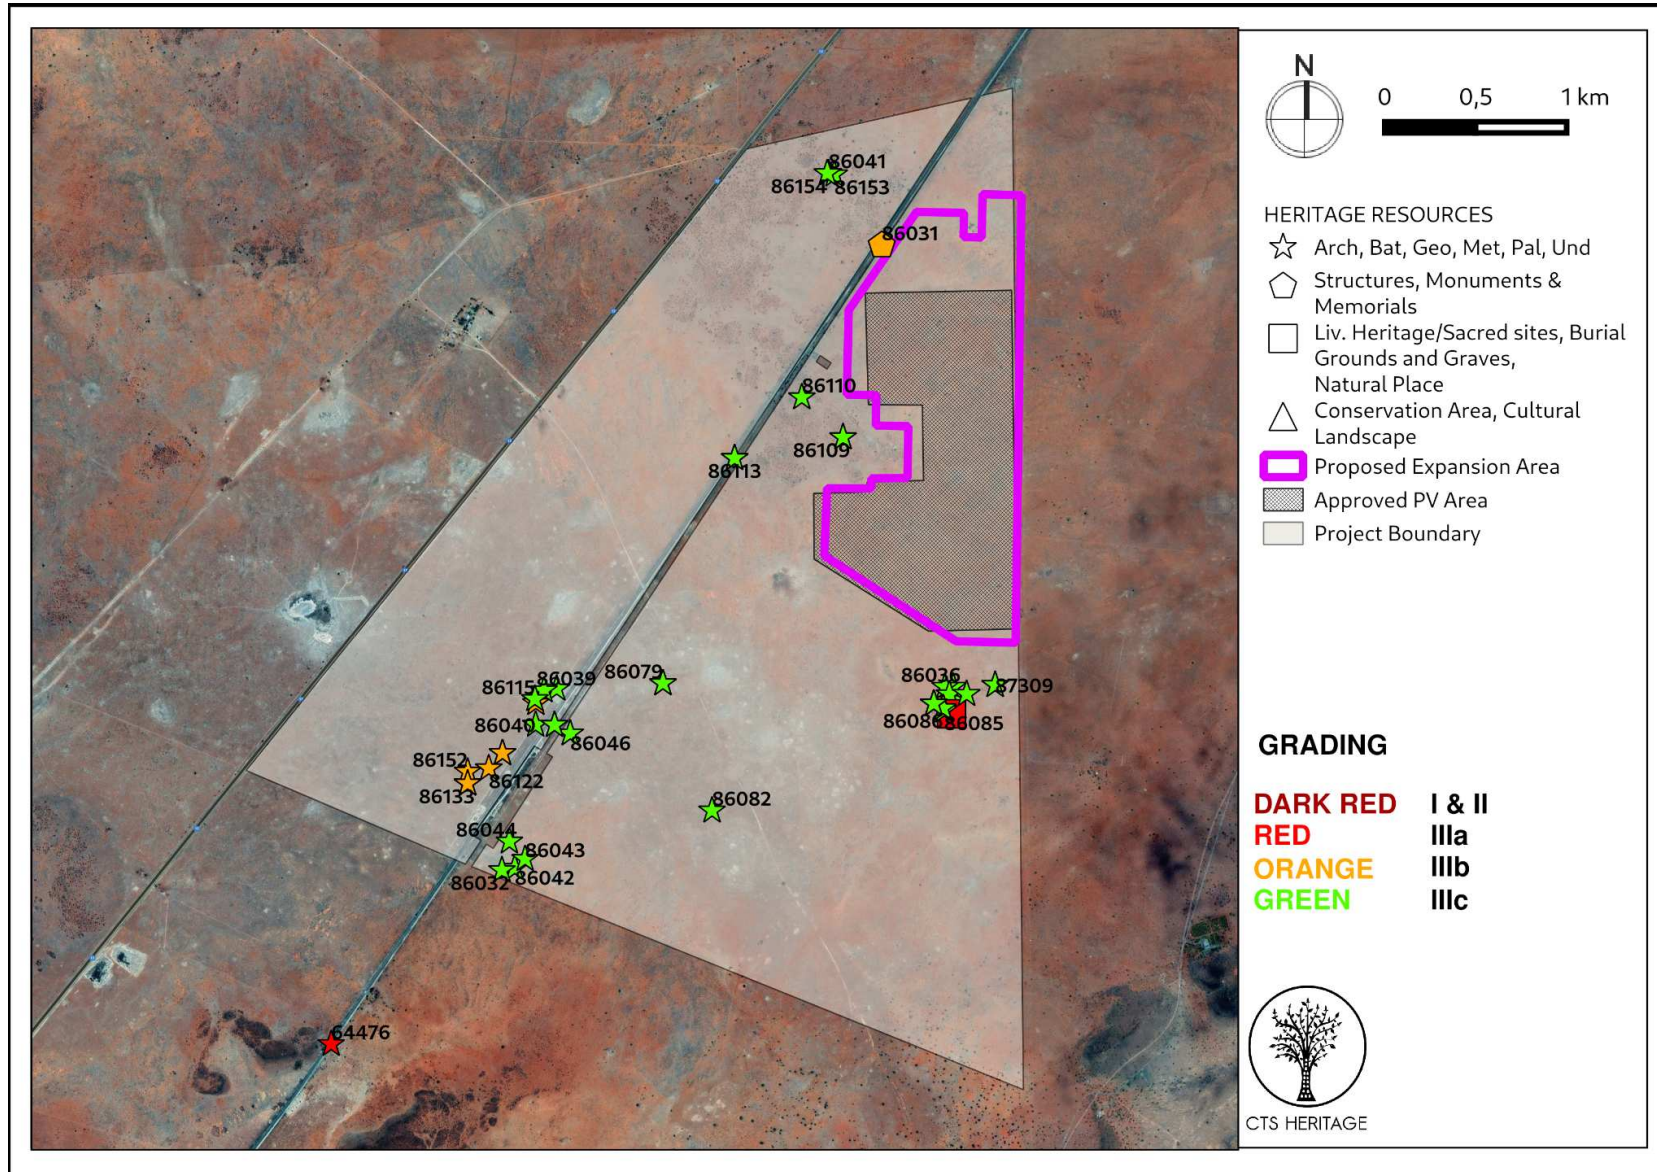 86041
86154
86153
86031
86110
86109
86113
86079
86039
86115
86040
86046
86152
86122
86133
86044
86043
86042
86032
86082
86036
87309
86086
86085
64476
N
0 0,5 1 km
HERITAGE RESOURCES
Arch, Bat, Geo, Met, Pal, Und
Structures, Monuments &
Memorials
Liv. Heritage/Sacred sites, Burial
Grounds and Graves,
Natural Place
Conservation Area, Cultural
Landscape
Proposed Expansion Area
Approved PV Area
Project Boundary
GRADING
DARK RED I & II
RED IIIa
ORANGE IIIb
GREEN IIIc
CTS HERITAGE